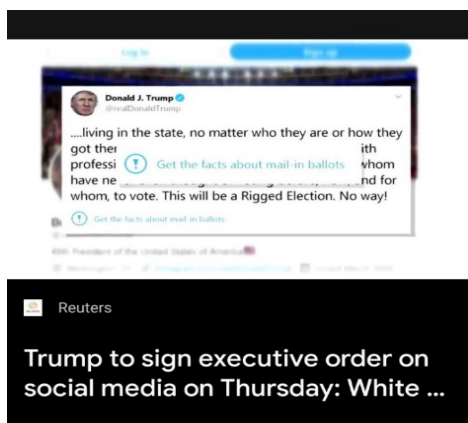 Log in
Sign up
Donald J. Trump
@realDonaldTrump
....living in the state, no matter who they are or how they
got ther
ith
professi
Get the facts about mail-in ballots
whom
have ne
nd for
whom, to vote. This will be a Rigged Election. No way!
Get the facts about mail-in ballots
45th President of the United States of America
Reuters
Trump to sign executive order on
social media on Thursday: White ...